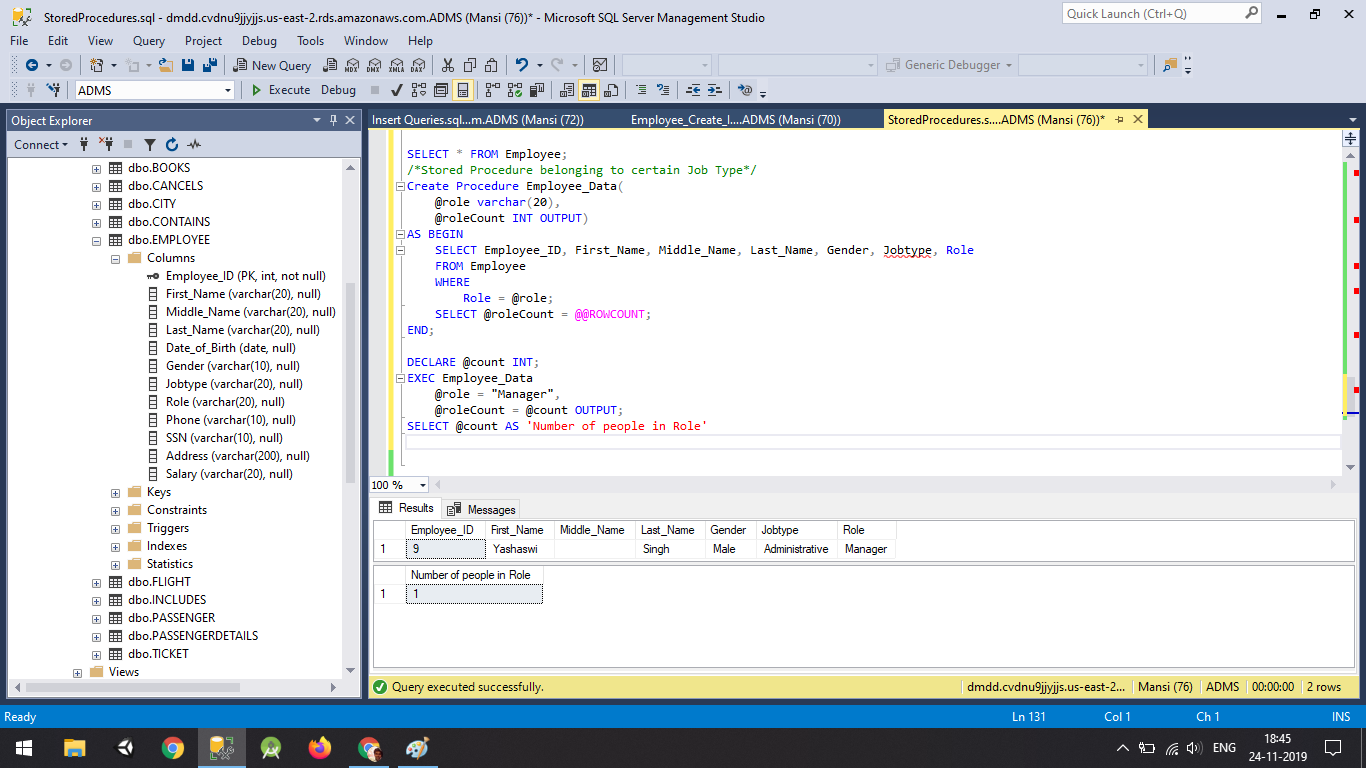 StoredProcedures.sql - dmdd.cvdnu9jjyjjs.us-east-2.rds.amazonaws.com.ADMS (Mansi (76))* - Microsoft SQL Server Management Studio
Quick Launch (Ctrl+Q)
File Edit View Query Project Debug Tools Window Help
New Query
MDX DMX XMLA DAX
Generic Debugger
ADMS
Execute Debug
Object Explorer
Connect
dbo.BOOKS
dbo.CANCELS
dbo.CITY
dbo.CONTAINS
dbo.EMPLOYEE
Columns
Employee_ID (PK, int, not null)
First_Name (varchar(20), null)
Middle_Name (varchar(20), null)
Last_Name (varchar(20), null)
Date_of_Birth (date, null)
Gender (varchar(10), null)
Jobtype (varchar(20), null)
Role (varchar(20), null)
Phone (varchar(10), null)
SSN (varchar(10), null)
Address (varchar(200), null)
Salary (varchar(20), null)
Keys
Constraints
Triggers
Indexes
Statistics
dbo.FLIGHT
dbo.INCLUDES
dbo.PASSENGER
dbo.PASSENGERDETAILS
dbo.TICKET
Views
Insert Queries.sql...m.ADMS (Mansi (72))
Employee_Create_I....ADMS (Mansi (70))
StoredProcedures.s....ADMS (Mansi (76))*
SELECT * FROM Employee;
/*Stored Procedure belonging to certain Job Type*/
Create Procedure Employee_Data(
@role varchar(20),
@roleCount INT OUTPUT)
AS BEGIN
SELECT Employee_ID, First_Name, Middle_Name, Last_Name, Gender, Jobtype, Role
FROM Employee
WHERE
Role = @role;
SELECT @roleCount = @@ROWCOUNT;
END;
DECLARE @count INT;
EXEC Employee_Data
@role = "Manager",
@roleCount = @count OUTPUT;
SELECT @count AS 'Number of people in Role'
100 %
Results Messages
Employee_ID First_Name Middle_Name Last_Name Gender Jobtype Role
1 9 Yashaswi Singh Male Administrative Manager
Number of people in Role
1 1
Query executed successfully.
dmdd.cvdnu9jjyjjs.us-east-2... Mansi (76) ADMS 00:00:00 2 rows
Ready
Ln 131 Col 1 Ch 1 INS
ENG
18:45
24-11-2019